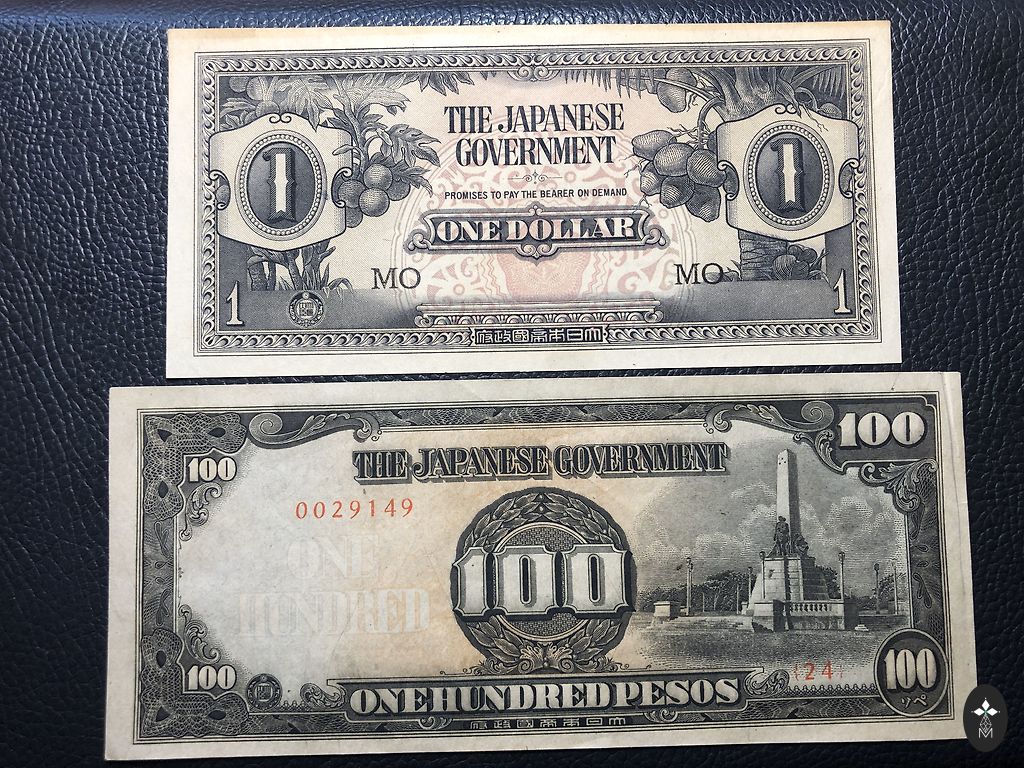 THE JAPANESE
GOVERNMENT
PROMISES TO PAY THE BEARER ON DEMAND
ONE DOLLAR
1
1
MO
MO
1
1
府政國帝本日大
100
THE JAPANESE GOVERNMENT
100
0029149
ONE
HUNDRED
100
{24}
100
100
リペ
ONE HUNDRED PESOS
府政國帝本日大
M